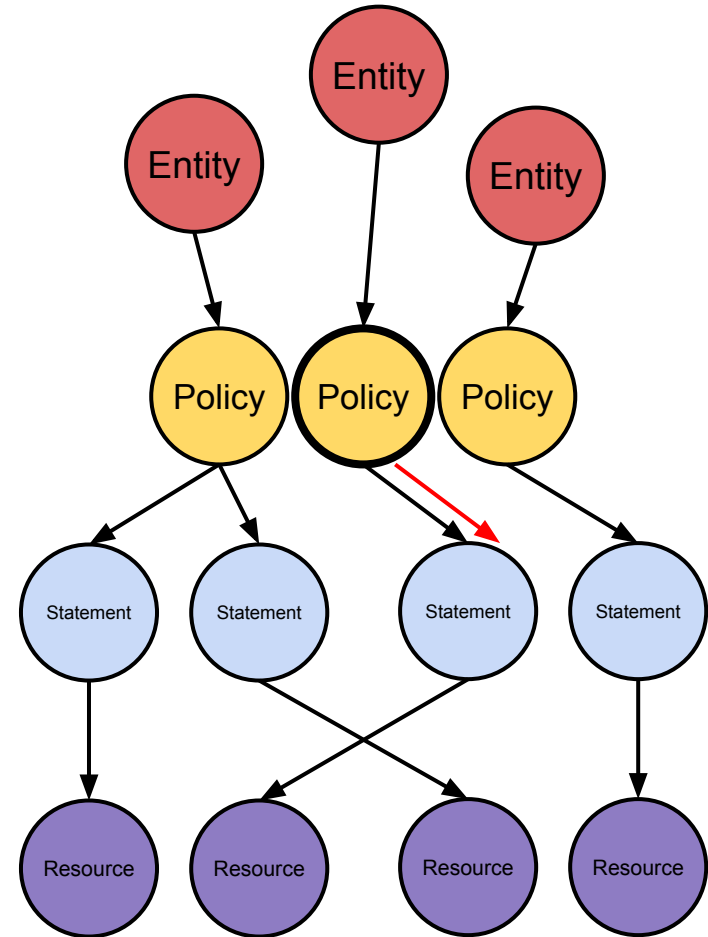 Entity
Entity
Entity
Policy
Policy
Policy
Statement
Statement
Statement
Statement
Resource
Resource
Resource
Resource